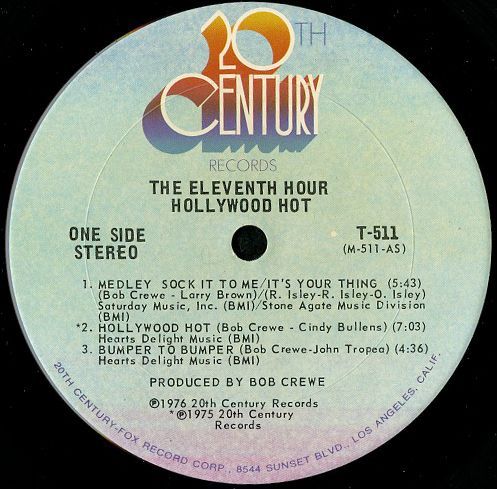 20TH
CENTURY
RECORDS
THE ELEVENTH HOUR
HOLLYWOOD HOT
ONE SIDE
STEREO
T-511
(M-511-AS)
1. MEDLEY SOCK IT TO ME/IT'S YOUR THING (5:43)
(Bob Crewe - Larry Brown)/(R. Isley-R. Isley-O. Isley)
Saturday Music, Inc. (BMI)/Stone Agate Music Division
(BMI)
*2. HOLLYWOOD HOT (Bob Crewe - Cindy Bullens) (7:03)
Hearts Delight Music (BMI)
3. BUMPER TO BUMPER (Bob Crewe-John Tropea) (4:36)
Hearts Delight Music (BMI)
PRODUCED BY BOB CREWE
℗1976 20th Century Records
*℗1975 20th Century
Records
20TH CENTURY-FOX RECORD CORP., 8544 SUNSET BLVD., LOS ANGELES, CALIF.